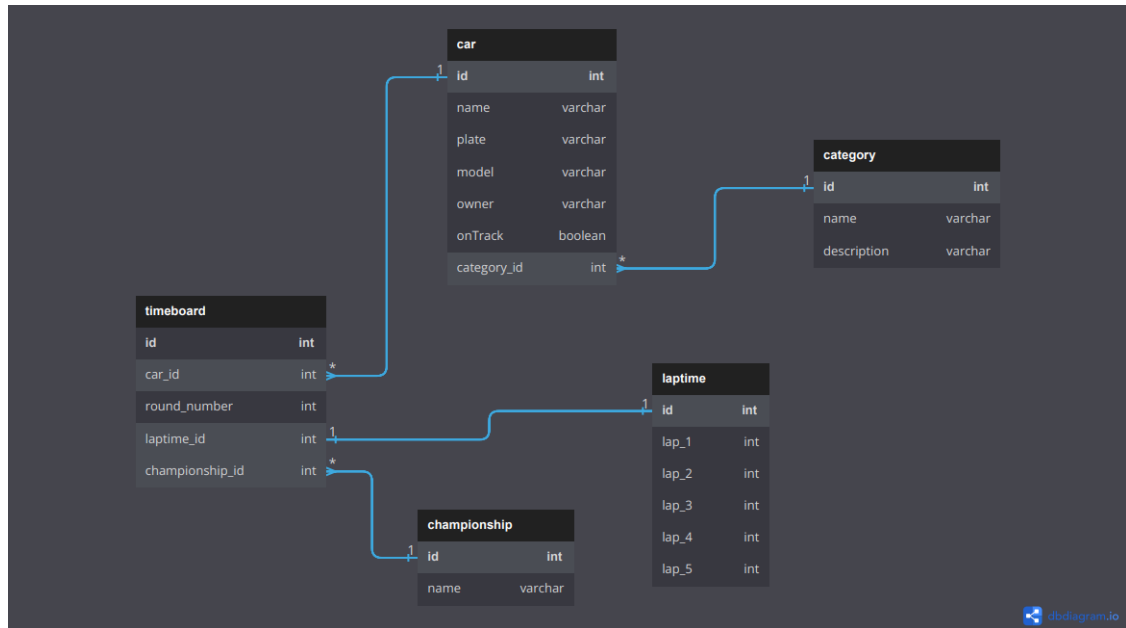 car
1
id int
name varchar
plate varchar
model varchar
owner varchar
onTrack boolean
category_id int *
category
1
id int
name varchar
description varchar
timeboard
id int
car_id int *
round_number int
laptime_id int 1
championship_id int *
laptime
1
id int
lap_1 int
lap_2 int
lap_3 int
lap_4 int
lap_5 int
championship
1
id int
name varchar
dbdiagram.io